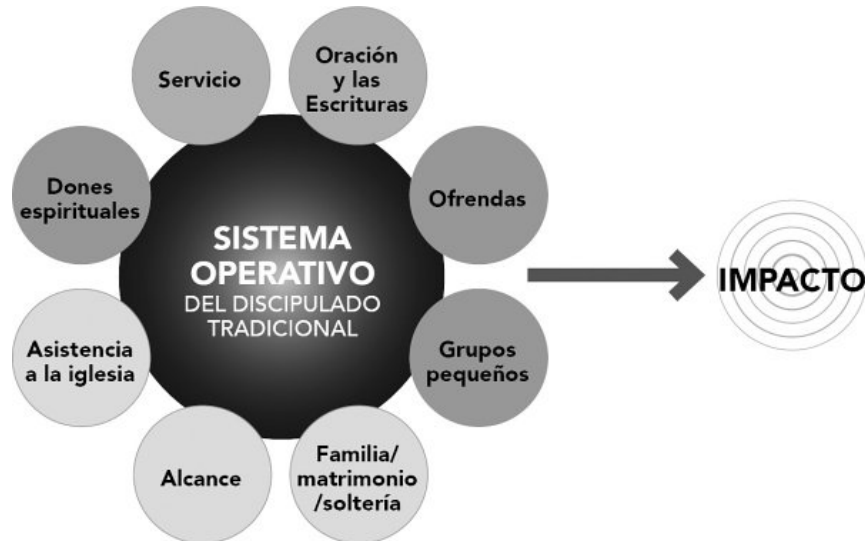 Servicio
Oración
y las
Escrituras
Dones
espirituales
Ofrendas
SISTEMA
OPERATIVO
DEL DISCIPULADO
TRADICIONAL
IMPACTO
Asistencia
a la iglesia
Grupos
pequeños
Alcance
Familia/
matrimonio
/soltería